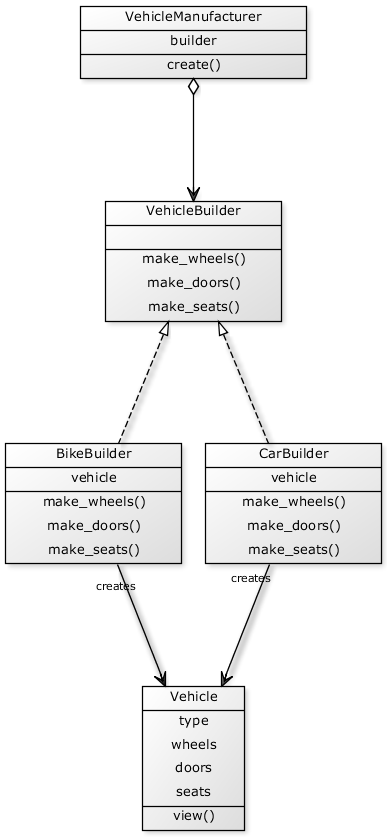 VehicleManufacturer
builder
create()
VehicleBuilder
make_wheels()
make_doors()
make_seats()
BikeBuilder
vehicle
make_wheels()
make_doors()
make_seats()
CarBuilder
vehicle
make_wheels()
make_doors()
make_seats()
creates
creates
Vehicle
type
wheels
doors
seats
view()